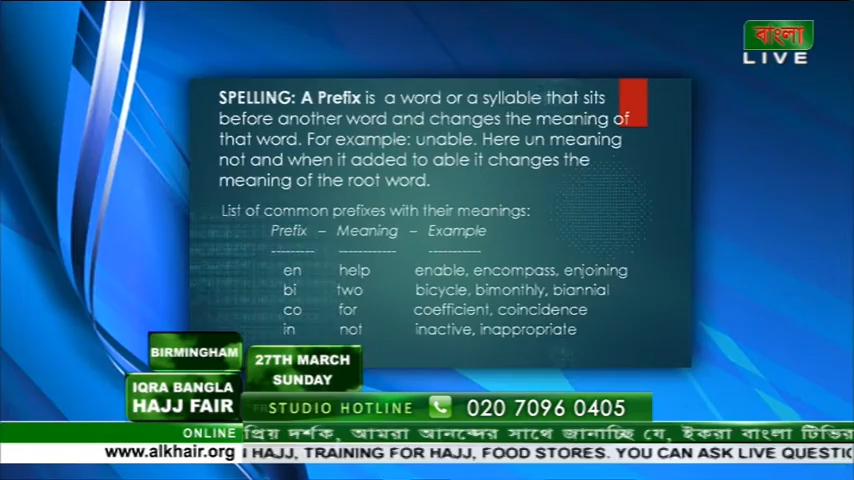 বাংলা
LIVE
SPELLING: A Prefix is a word or a syllable that sits
before another word and changes the meaning of
that word. For example: unable. Here un meaning
not and when it added to able it changes the
meaning of the root word.
List of common prefixes with their meanings:
Prefix – Meaning – Example
--------- ------------ -----------
en help enable, encompass, enjoining
bi two bicycle, bimonthly, biannial
co for coefficient, coincidence
in not inactive, inappropriate
BIRMINGHAM
27TH MARCH
SUNDAY
IQRA BANGLA
HAJJ FAIR
STUDIO HOTLINE 020 7096 0405
ONLINE প্রিয় দর্শক, আমরা আনন্দের সাথে জানাচ্ছি যে, ইকরা বাংলা টিভির
www.alkhair.org HAJJ, TRAINING FOR HAJJ, FOOD STORES. YOU CAN ASK LIVE QUESTIO